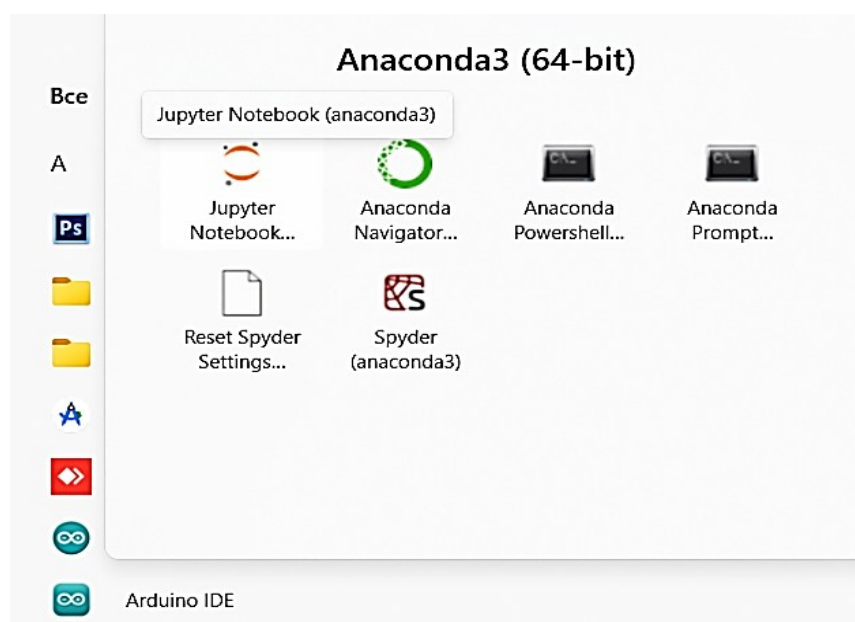 Anaconda3 (64-bit)
Все
Jupyter Notebook (anaconda3)
А
Ps
C:\_
C:\_
Jupyter
Notebook...
Anaconda
Navigator...
Anaconda
Powershell...
Anaconda
Prompt...
S
Reset Spyder
Settings...
Spyder
(anaconda3)
Arduino IDE